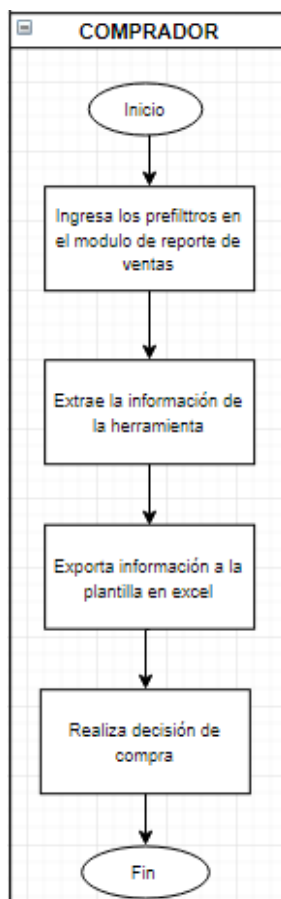 COMPRADOR
Inicio
Ingresa los prefilttros en
el modulo de reporte de
ventas
Extrae la información de
la herramienta
Exporta información a la
plantilla en excel
Realiza decisión de
compra
Fin